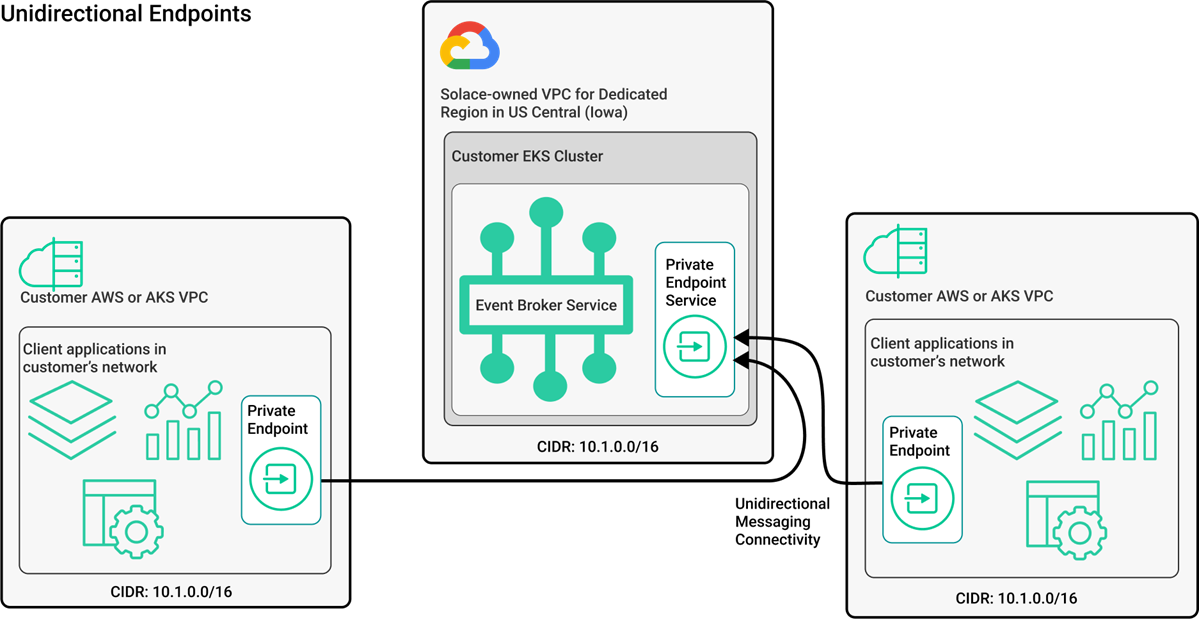 Unidirectional Endpoints
Solace-owned VPC for Dedicated
Region in US Central (Iowa)
Customer EKS Cluster
Event Broker Service
Private
Endpoint
Service
CIDR: 10.1.0.0/16
Customer AWS or AKS VPC
Client applications in
customer's network
Private
Endpoint
CIDR: 10.1.0.0/16
Unidirectional
Messaging
Connectivity
Customer AWS or AKS VPC
Client applications in
customer's network
Private
Endpoint
CIDR: 10.1.0.0/16